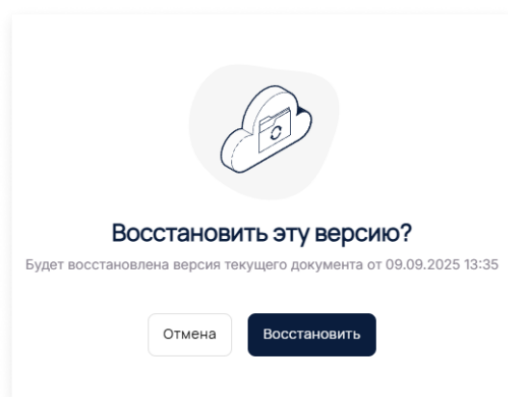 Восстановить эту версию?
Будет восстановлена версия текущего документа от 09.09.2025 13:35
Отмена
Восстановить